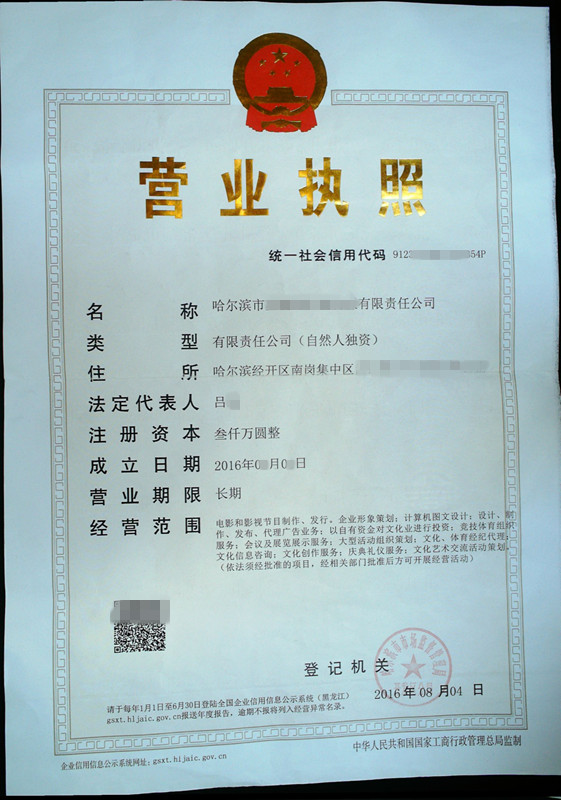 营业执照
统一社会信用代码 912 354P
名称 哈尔滨市 有限责任公司
类型 有限责任公司（自然人独资）
住所 哈尔滨经开区南岗集中区
法定代表人 吕
注册资本 叁仟万圆整
成立日期 2016年0 月0 日
营业期限 长期
经营范围 电影和影视节目制作、发行。企业形象策划；计算机图文设计；设计、制
作、发布、代理广告业务；以自有资金对文化业进行投资；竞技体育组织
服务；会议及展览展示服务；大型活动组织策划；文化、体育经纪代理；
文化信息咨询；文化创作服务；庆典礼仪服务；文化艺术交流活动策划。
（依法须经批准的项目，经相关部门批准后方可开展经营活动）
登记机关
2016年08月04日
请于每年1月1日至6月30日登陆全国企业信用信息公示系统（黑龙江）
gsxt.hljaic.gov.cn报送年度报告，逾期不报将列入经营异常名录。
企业信用信息公示系统网址：gsxt.hljaic.gov.cn
中华人民共和国国家工商行政管理总局监制